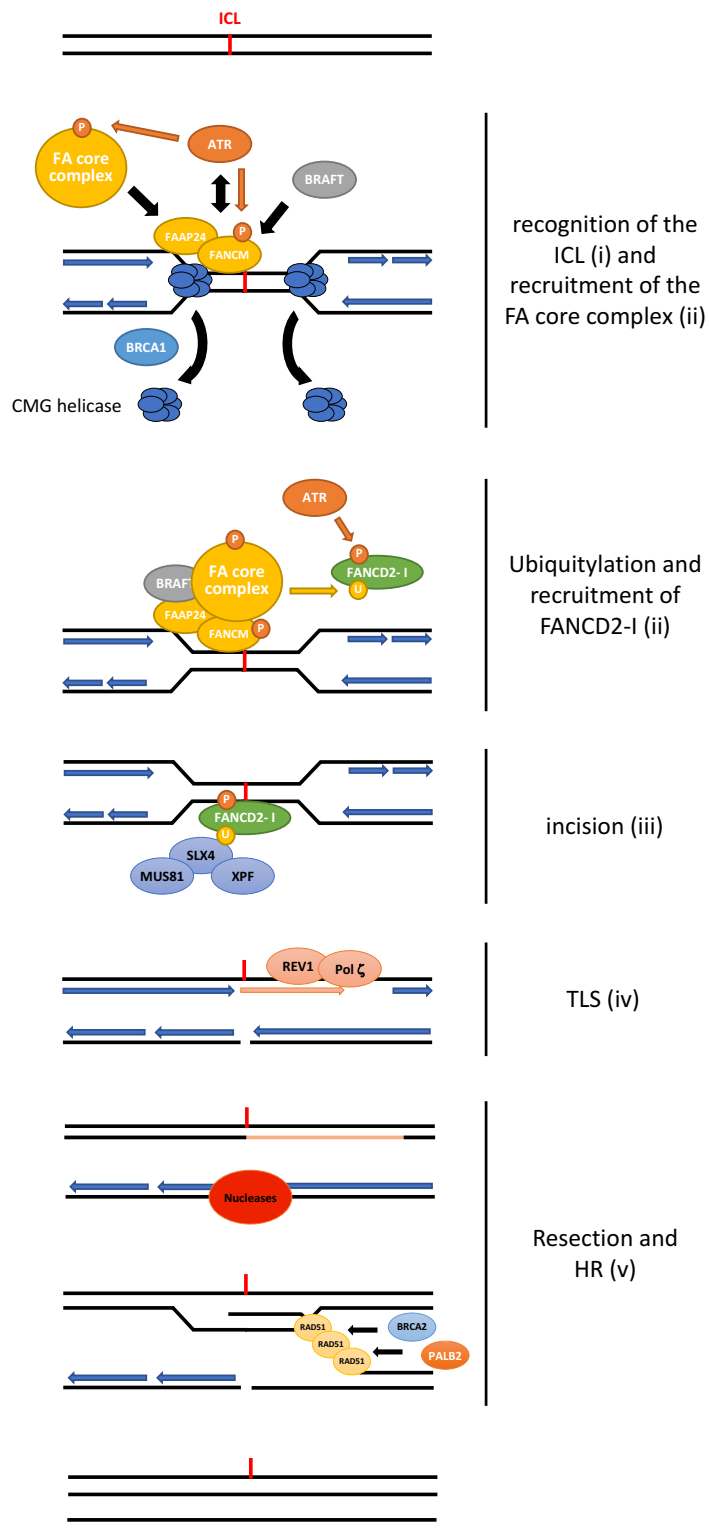 ICL
P
FA core
complex
ATR
BRAFT
P
FAAP24
FANCM
BRCA1
CMG helicase
recognition of the
ICL (i) and
recruitment of the
FA core complex (ii)
ATR
P
P
FANCD2- I
U
BRAFT
FA core
complex
FAAP24
FANCM
P
Ubiquitylation and
recruitment of
FANCD2-I (ii)
P
FANCD2- I
U
SLX4
MUS81
XPF
incision (iii)
REV1
Pol ζ
TLS (iv)
Nucleases
Resection and
HR (v)
RAD51
BRCA2
RAD51
RAD51
PALB2